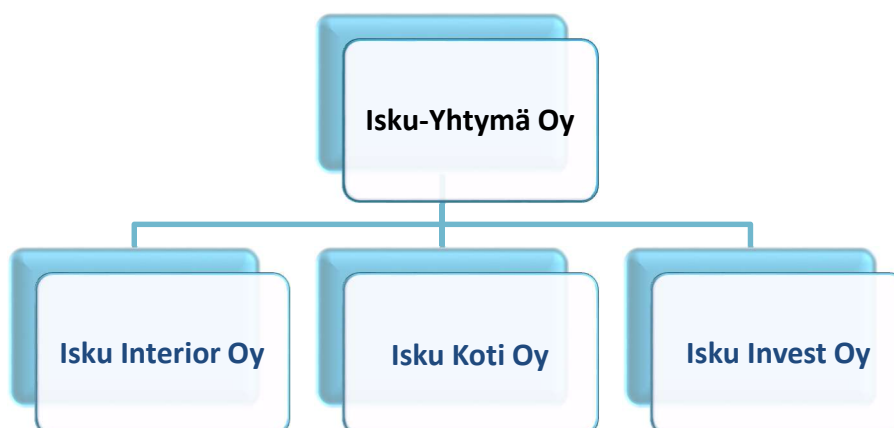 Isku-Yhtymä Oy
Isku Interior Oy
Isku Koti Oy
Isku Invest Oy